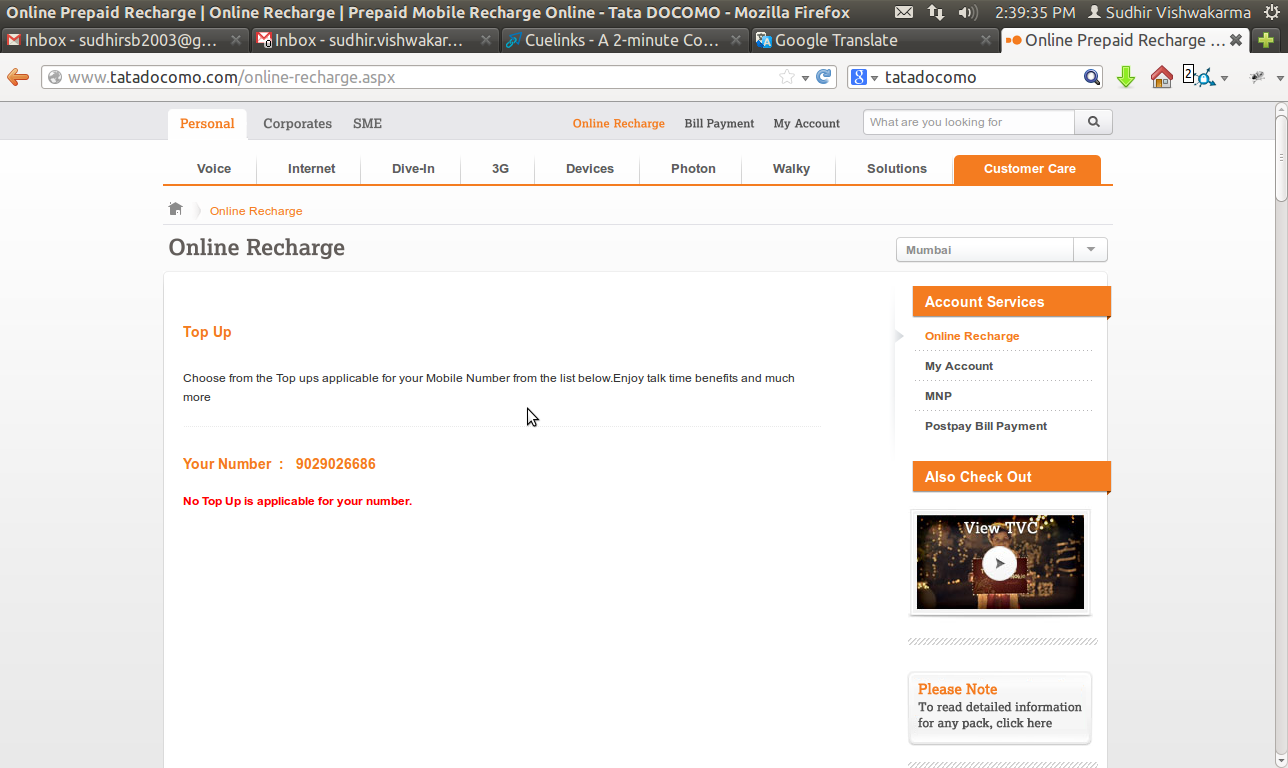 Online Prepaid Recharge | Online Recharge | Prepaid Mobile Recharge Online - Tata DOCOMO - Mozilla Firefox
2:39:35 PM
Sudhir Vishwakarma
Inbox - sudhirsb2003@g...
Inbox - sudhir.vishwakar...
Cuelinks - A 2-minute Co...
Google Translate
Online Prepaid Recharge ...
www.tatadocomo.com/online-recharge.aspx
tatadocomo
2
Personal
Corporates
SME
Online Recharge
Bill Payment
My Account
What are you looking for
Voice
Internet
Dive-In
3G
Devices
Photon
Walky
Solutions
Customer Care
Online Recharge
Online Recharge
Mumbai
Top Up
Choose from the Top ups applicable for your Mobile Number from the list below.Enjoy talk time benefits and much
more
Your Number : 9029026686
No Top Up is applicable for your number.
Account Services
Online Recharge
My Account
MNP
Postpay Bill Payment
Also Check Out
View TVC
Please Note
To read detailed information
for any pack, click here